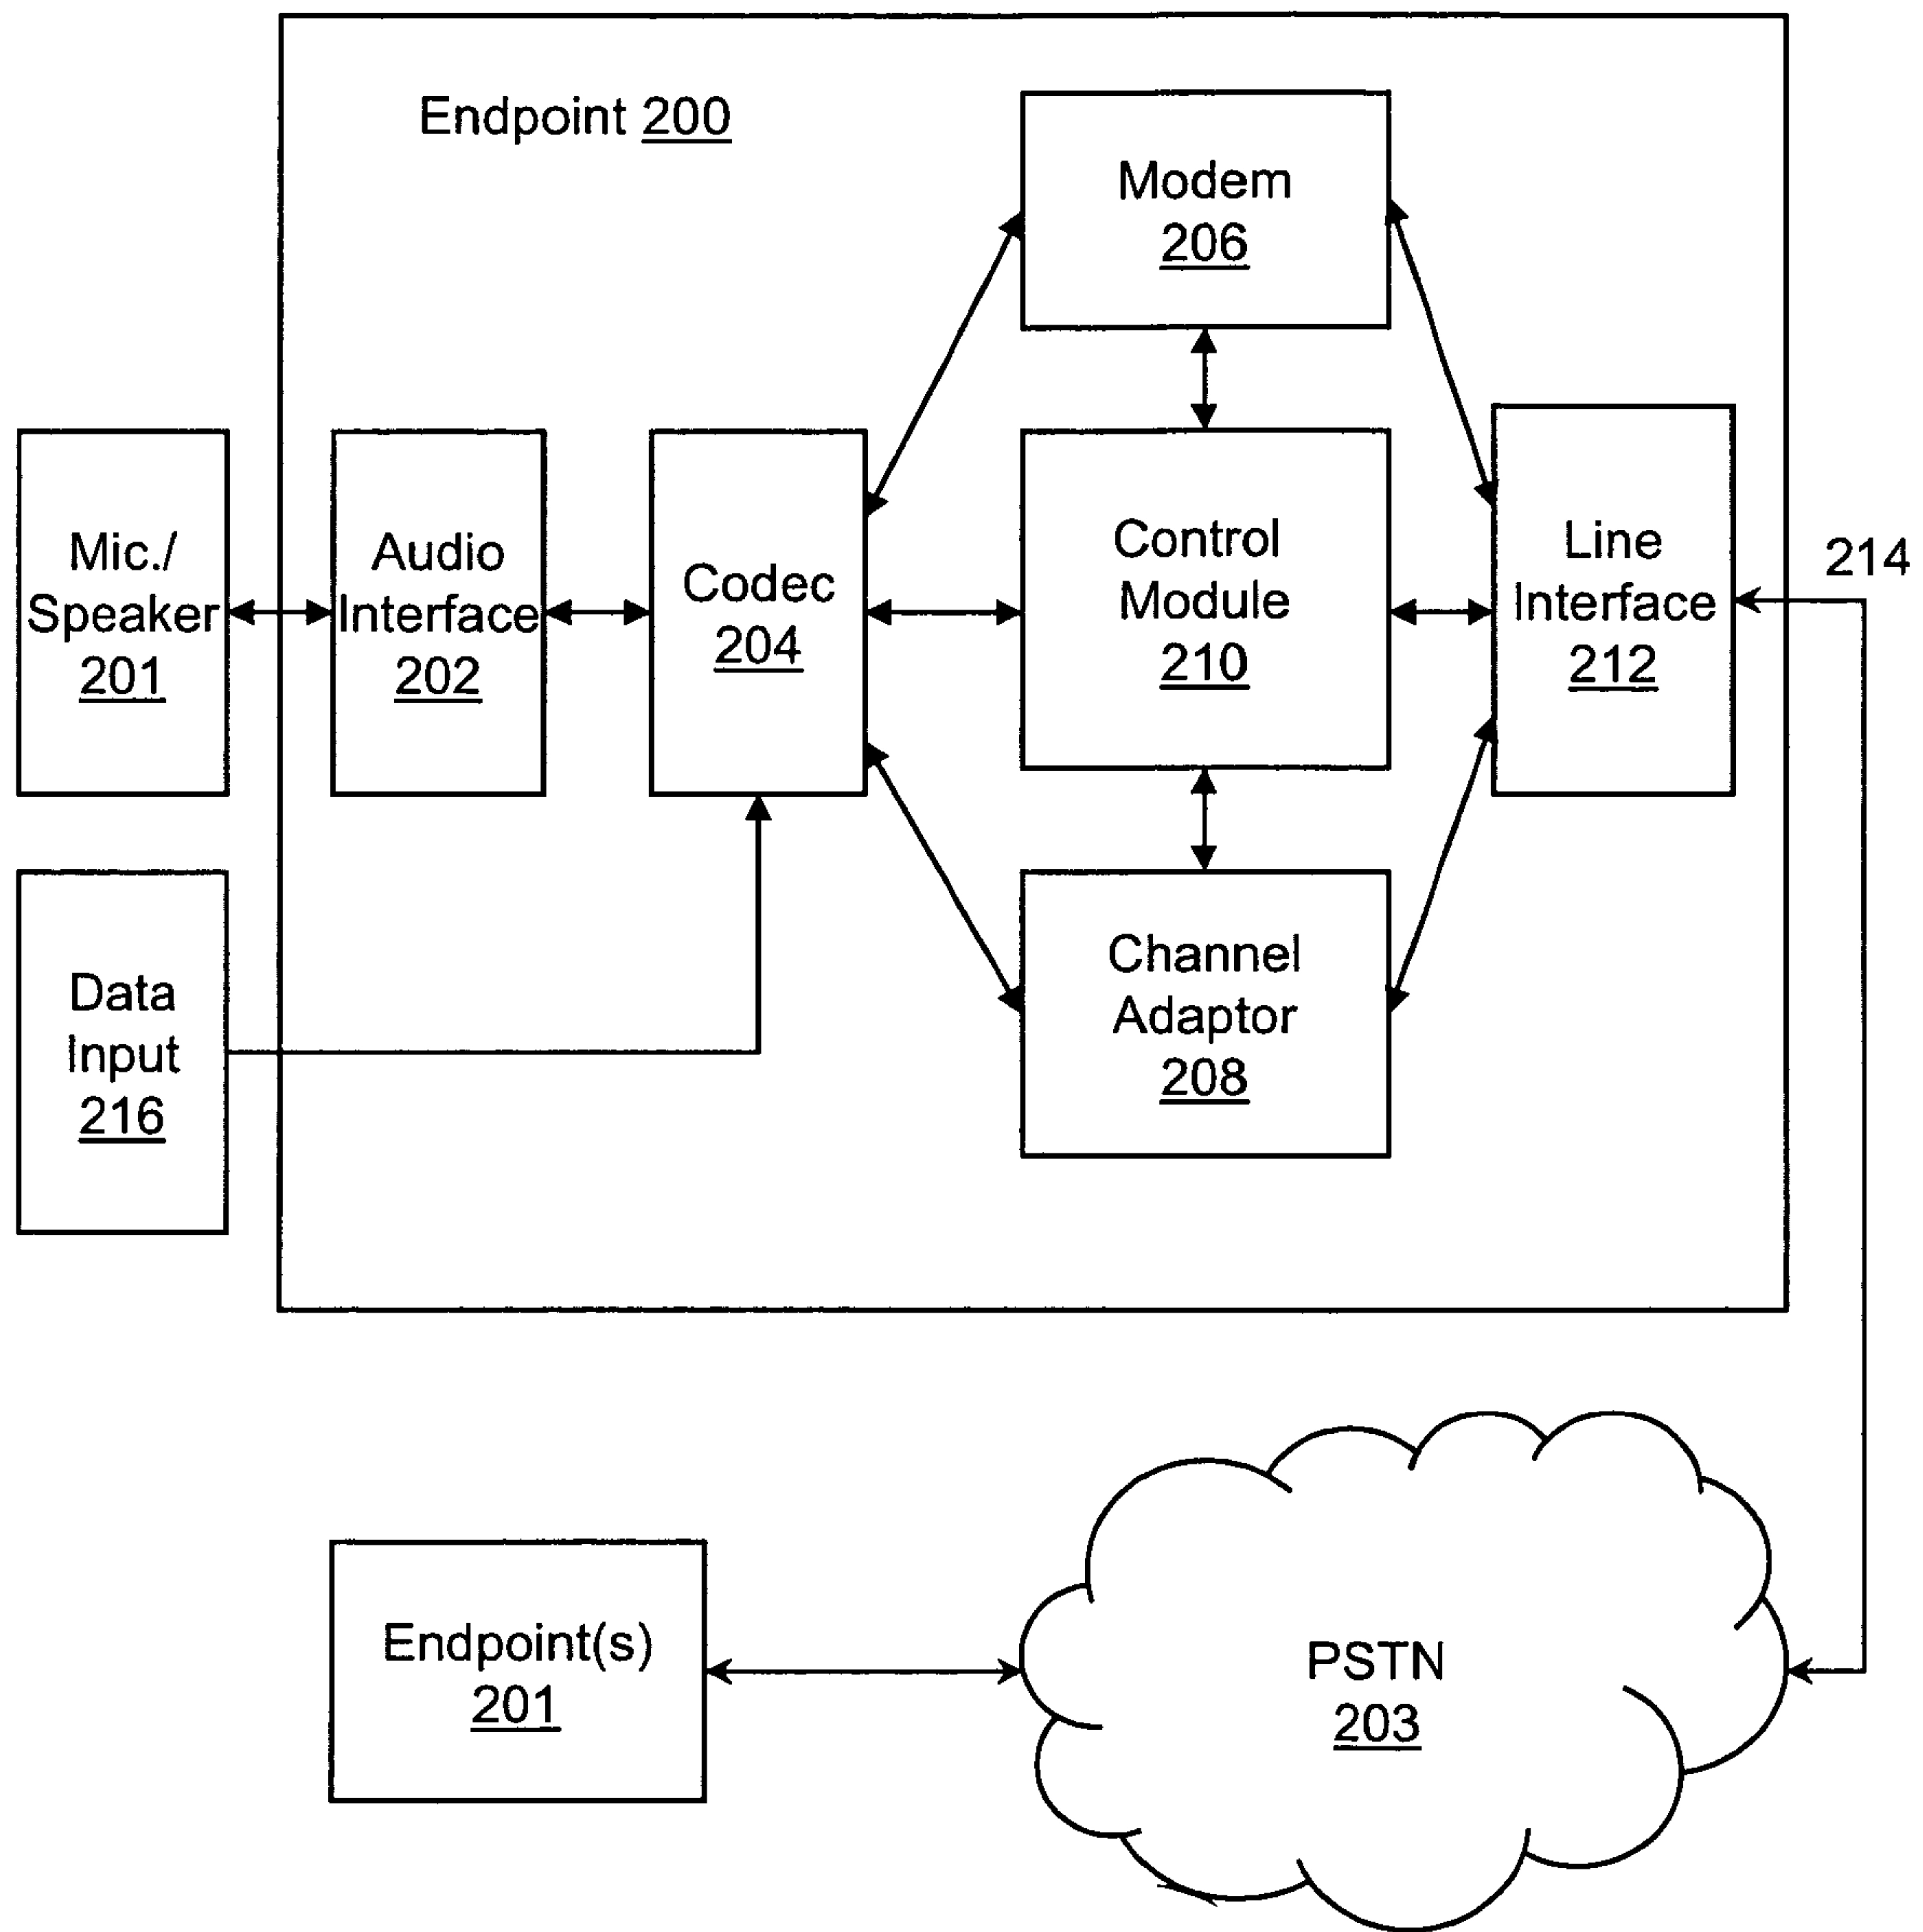 Endpoint 200
Modem
206
Mic./
Speaker
201
Audio
Interface
202
Codec
204
Control
Module
210
Line
Interface
212
214
Data
Input
216
Channel
Adaptor
208
Endpoint(s)
201
PSTN
203